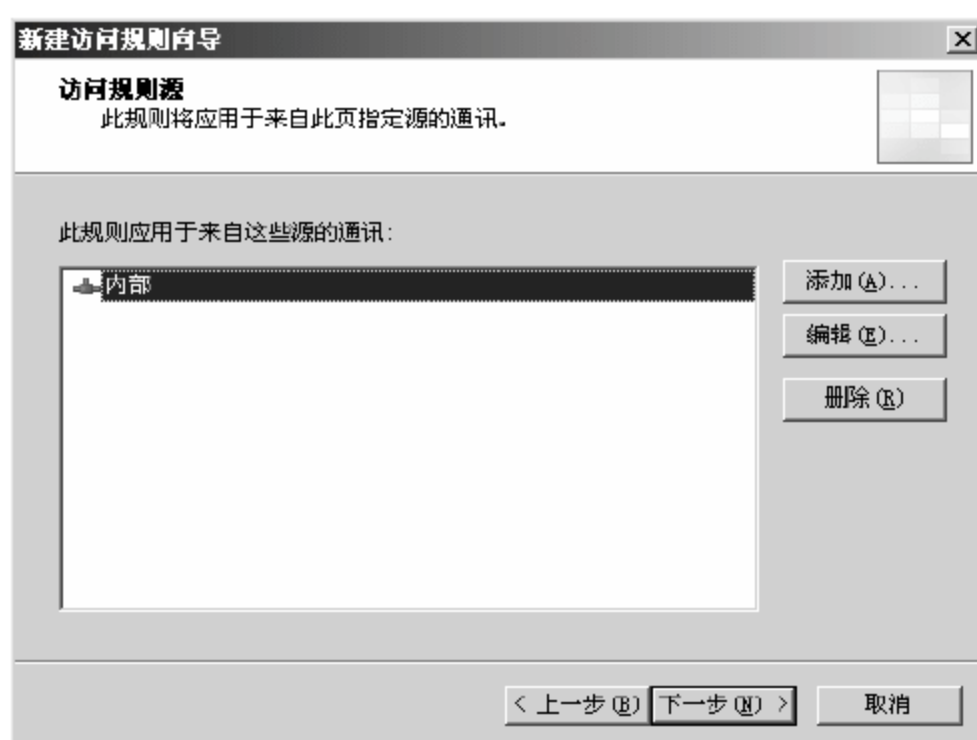 新建访问规则向导
访问规则源
此规则将应用于来自此页指定源的通讯。
此规则应用于来自这些源的通讯:
内部
添加(A)...
编辑(E)...
删除(R)
< 上一步(B)
下一步(N) >
取消